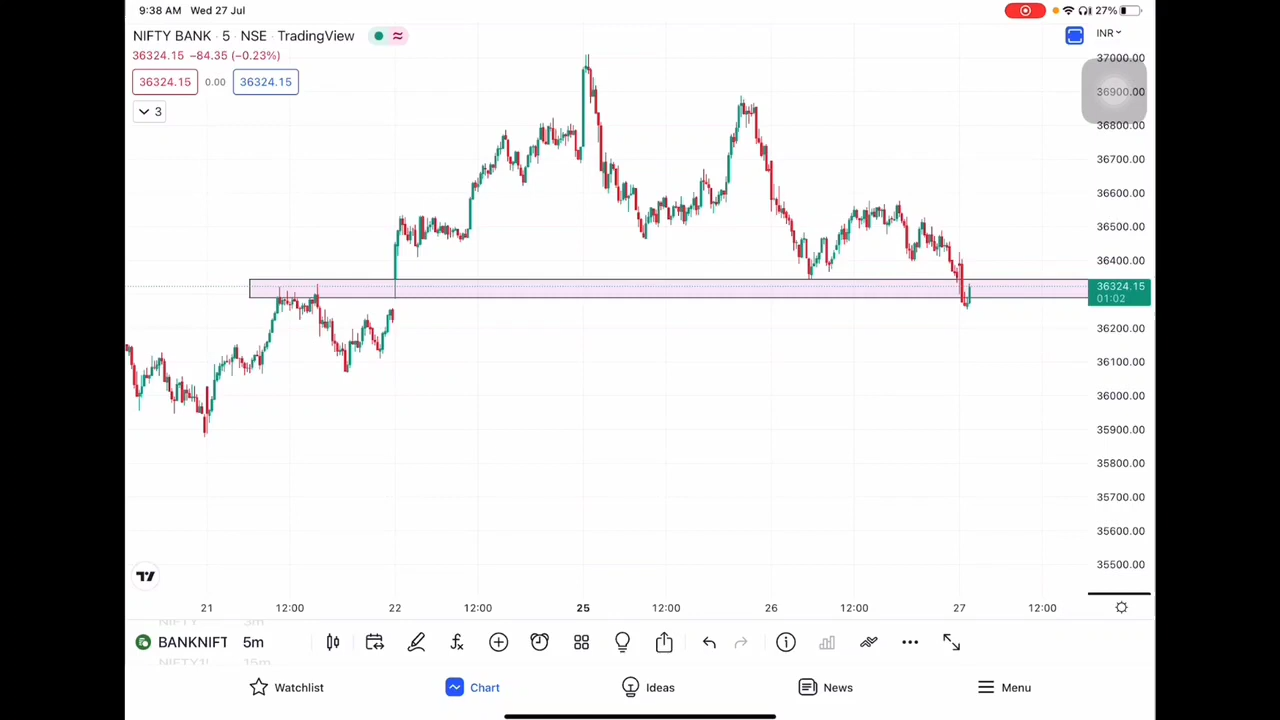 9:38 AM Wed 27 Jul
27%
NIFTY BANK · 5 · NSE · TradingView
INR
36324.15 −84.35 (−0.23%)
36324.15 0.00 36324.15
3
37000.00
36900.00
36800.00
36700.00
36600.00
36500.00
36400.00
36324.15
01:02
36200.00
36100.00
36000.00
35900.00
35800.00
35700.00
35600.00
35500.00
21 12:00 22 12:00 25 12:00 26 12:00 27 12:00
NIFTY 3m
BANKNIFT 5m
NIFTY1! 15m
Watchlist Chart Ideas News Menu